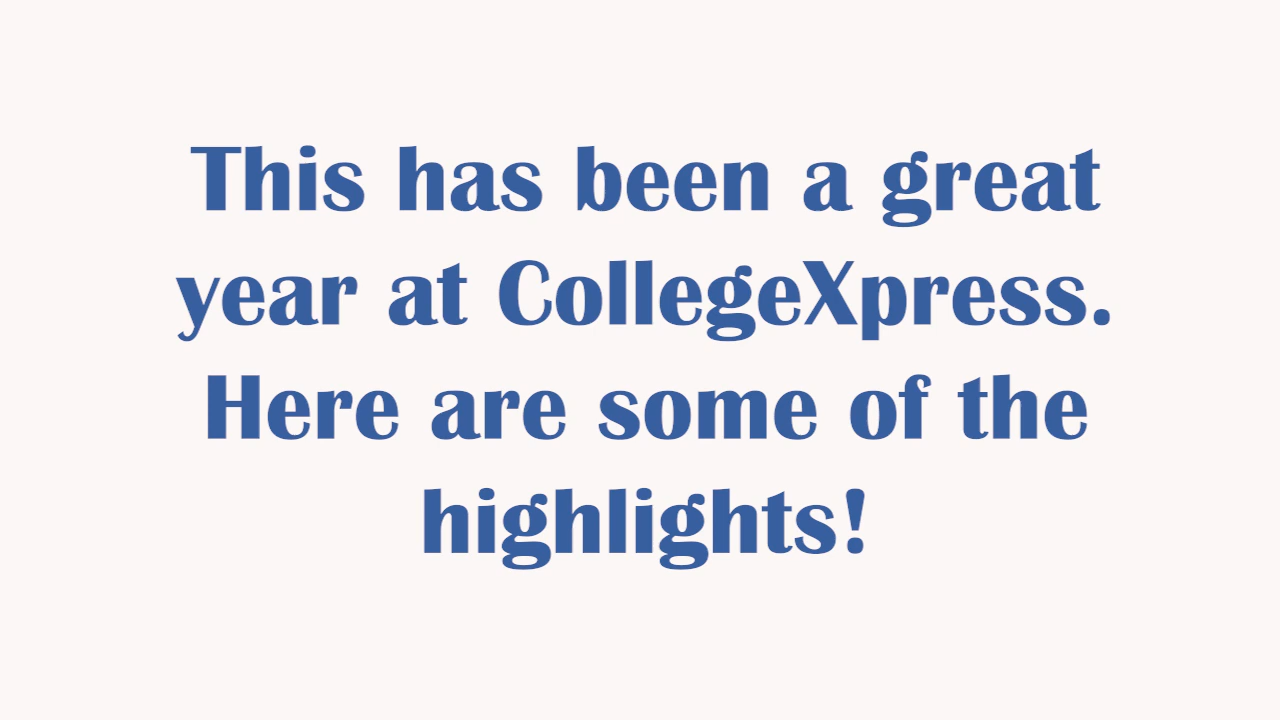 This has been a great
year at CollegeXpress.
Here are some of the
highlights!